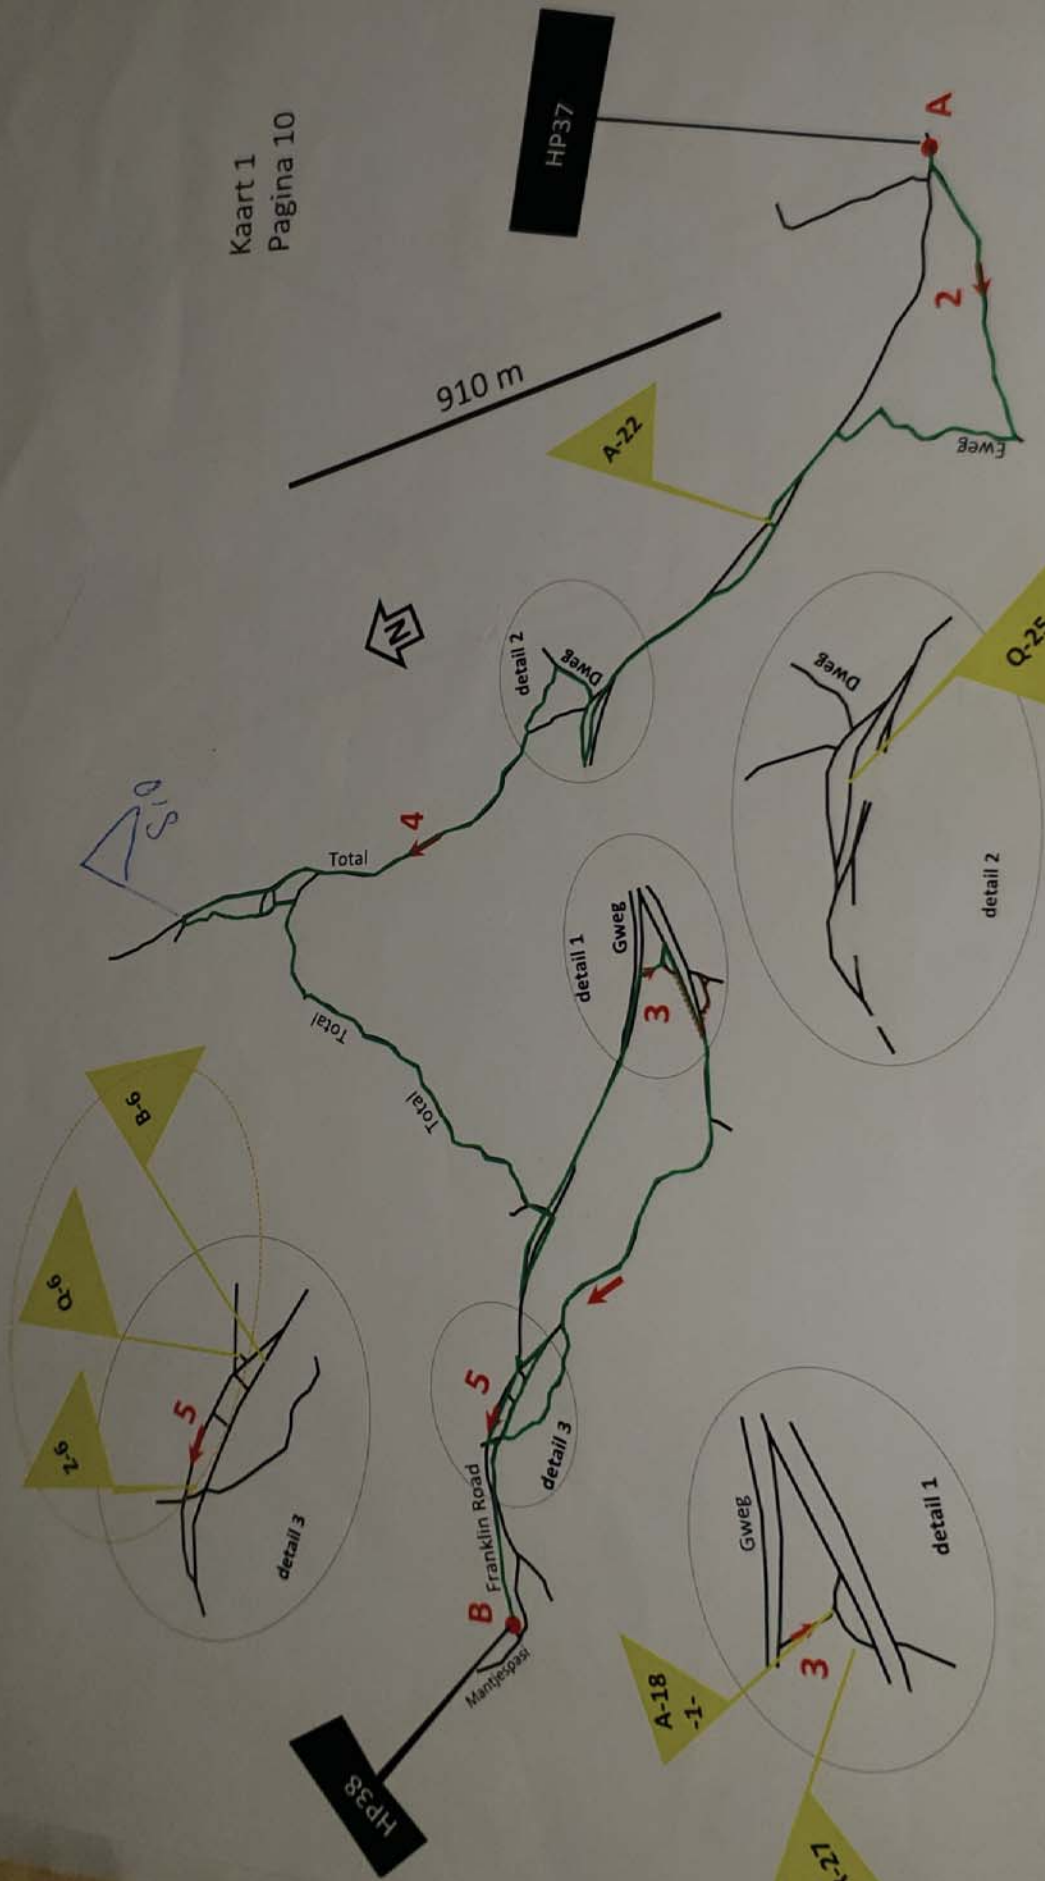 Kaart 1
Pagina 10
HP37
A
2
910 m
A-22
Eweg
detail 2
Dweg
N
Q-25
Dweg
detail 2
4
Total
Total
Total
detail 1
Gweg
3
B-6
Q-6
Z-6
5
detail 3
5
detail 3
Franklin Road
B
Mantjespasi
HP38
Gweg
detail 1
3
A-18
-1-